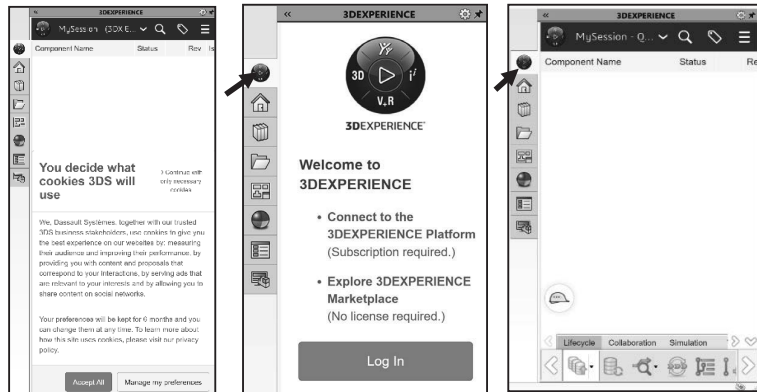 3DEXPERIENCE
MySession (3DX E...
Component Name Status Rev Is
You decide what
cookies 3DS will
use
Continue with
only necessary
cookies
We, Dassault Systèmes, together with our trusted
3DS business stakeholders, use cookies to give you
the best experience on our websites by: measuring
their audience and improving their performance, by
providing you with content and proposals that
correspond to your interactions, by serving ads that
are relevant to your interests and by allowing you to
share content on social networks.
Your preferences will be kept for 6 months and you
can change them at any time. To learn more about
how this site uses cookies, please visit our privacy
policy.
Accept All Manage my preferences
3DEXPERIENCE
3D
V+R
3DEXPERIENCE
Welcome to
3DEXPERIENCE
• Connect to the
3DEXPERIENCE Platform
(Subscription required.)
• Explore 3DEXPERIENCE
Marketplace
(No license required.)
Log In
3DEXPERIENCE
MySession - Q...
Component Name Status Re
Lifecycle Collaboration Simulation